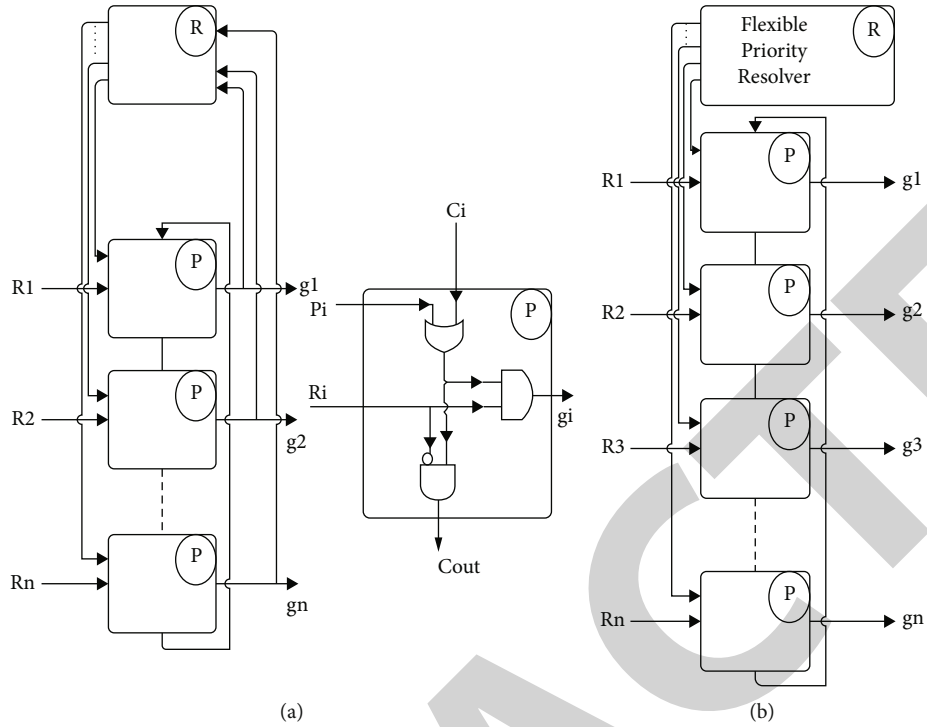 R
P
R1
g1
P
R2
g2
P
Rn
gn
Ci
Pi
P
Ri
gi
Cout
(a)
Flexible
Priority
Resolver
R
P
R1
g1
P
R2
g2
P
R3
g3
P
Rn
gn
(b)